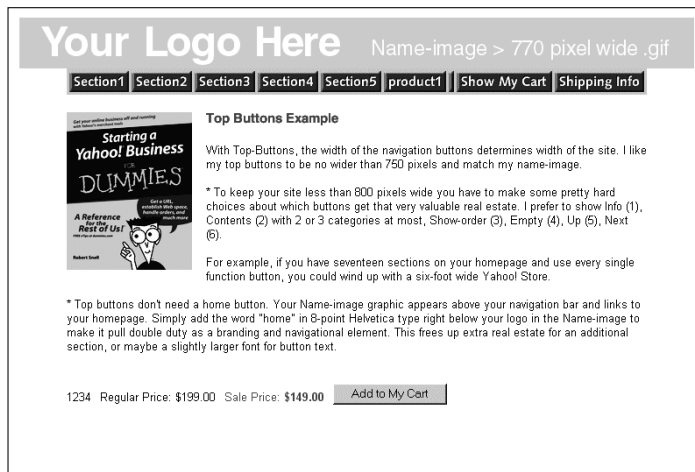 Your Logo Here Name-image > 770 pixel wide .gif
Section1 Section2 Section3 Section4 Section5 product1 Show My Cart Shipping Info
Get your online business off and running
with Yahoo!'s merchant tools
Starting a
Yahoo! Business
FOR
DUMMIES
Get a URL,
establish Web space,
handle orders, and
much more
A Reference
for the
Rest of Us!
FREE eTips at dummies.com
Robert Snell
Top Buttons Example
With Top-Buttons, the width of the navigation buttons determines width of the site. I like
my top buttons to be no wider than 750 pixels and match my name-image.
* To keep your site less than 800 pixels wide you have to make some pretty hard
choices about which buttons get that very valuable real estate. I prefer to show Info (1),
Contents (2) with 2 or 3 categories at most, Show-order (3), Empty (4), Up (5), Next
(6).
For example, if you have seventeen sections on your homepage and use every single
function button, you could wind up with a six-foot wide Yahoo! Store.
* Top buttons don't need a home button. Your Name-image graphic appears above your navigation bar and links to
your homepage. Simply add the word "home" in 8-point Helvetica type right below your logo in the Name-image to
make it pull double duty as a branding and navigational element. This frees up extra real estate for an additional
section, or maybe a slightly larger font for button text.
1234 Regular Price: $199.00 Sale Price: $149.00 Add to My Cart